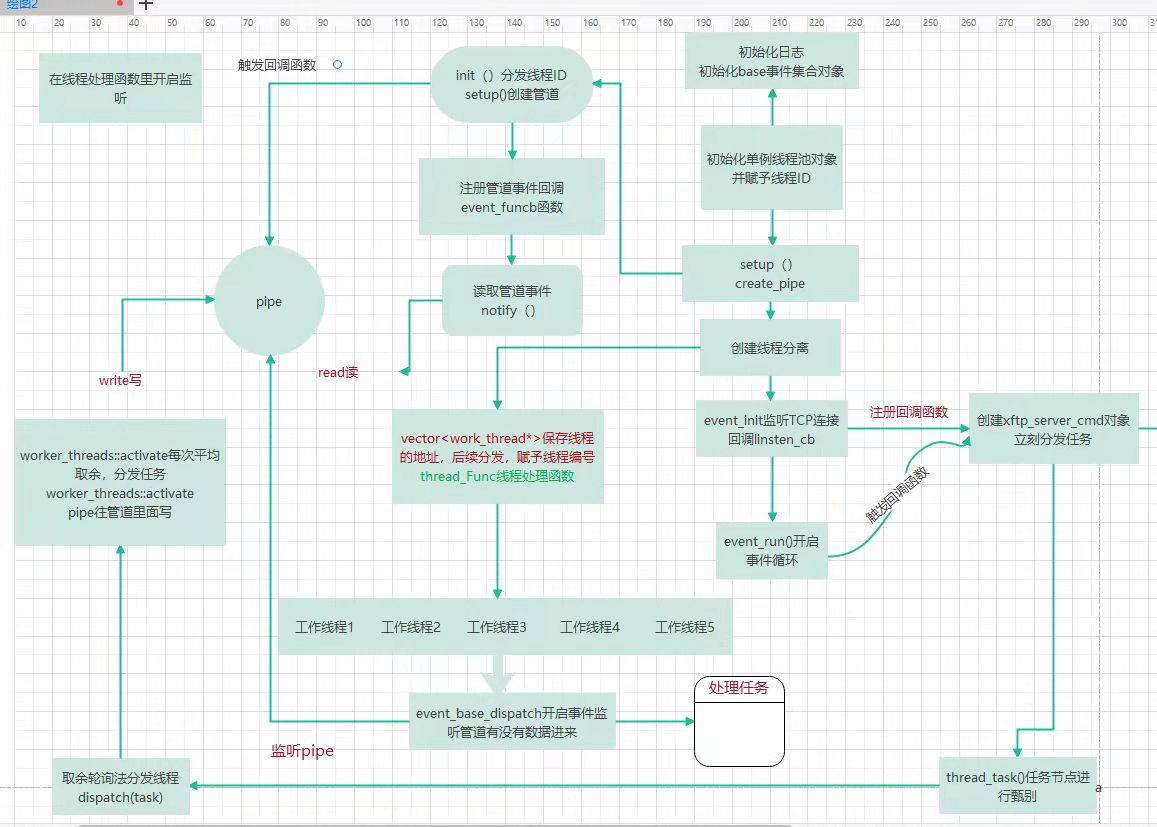 绘图2
10 20 30 40 50 60 70 80 90 100 110 120 130 140 150 160 170 180 190 200 210 220 230 240 250 260 270 280 290 300 310
在线程处理函数里开启监
听
触发回调函数
init（）分发线程ID
setup()创建管道
初始化日志
初始化base事件集合对象
初始化单例线程池对象
并赋予线程ID
注册管道事件回调
event_funcb函数
setup（）
create_pipe
pipe
读取管道事件
notify（）
创建线程分离
write写
read读
vector<work_thread*>保存线程
的地址，后续分发，赋予线程编号
thread_Func线程处理函数
event_init监听TCP连接
回调linsten_cb
注册回调函数
创建xftp_server_cmd对象
立刻分发任务
worker_threads::activate每次平均
取余，分发任务
worker_threads::activate
pipe往管道里面写
触发回调函数
event_run()开启
事件循环
工作线程1
工作线程2
工作线程3
工作线程4
工作线程5
event_base_dispatch开启事件监
听管道有没有数据进来
处理任务
监听pipe
取余轮询法分发线程
dispatch(task)
thread_task()任务节点进
行甄别
a